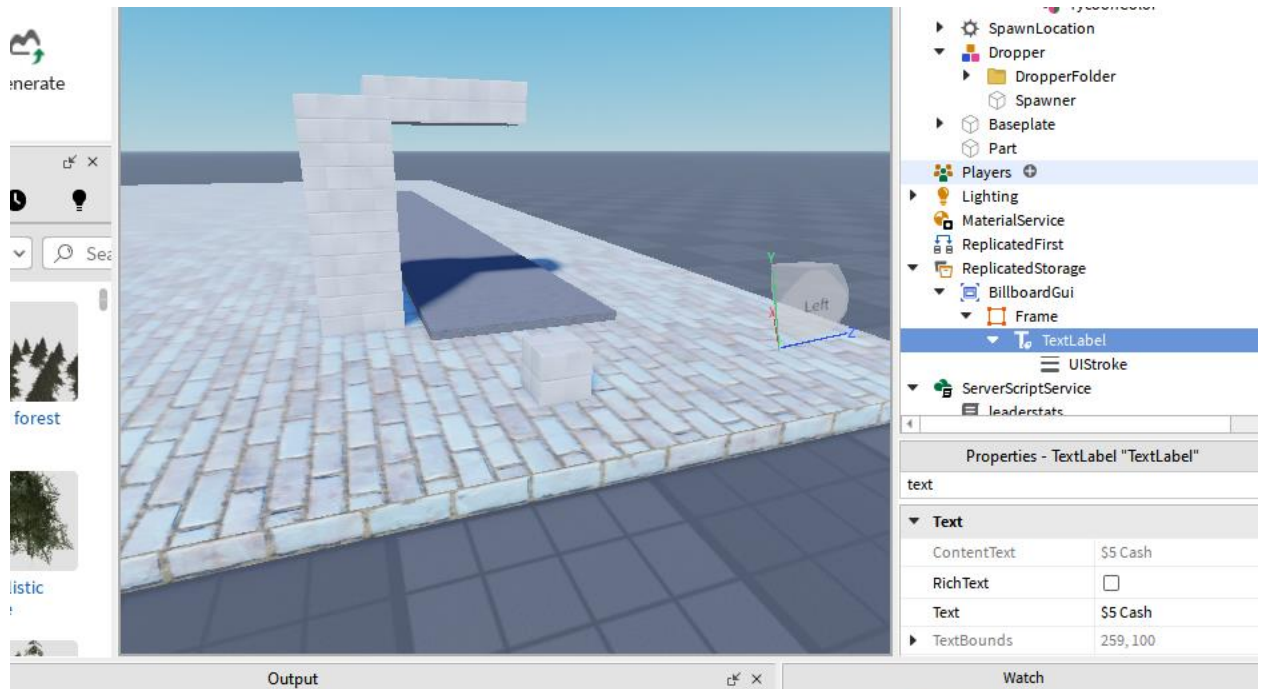 enerate
Sea
forest
listic
Left
Y
X
Z
SpawnLocation
Dropper
DropperFolder
Spawner
Baseplate
Part
Players
Lighting
MaterialService
ReplicatedFirst
ReplicatedStorage
BillboardGui
Frame
TextLabel
UIStroke
ServerScriptService
leaderstats
Properties - TextLabel "TextLabel"
text
Text
ContentText $5 Cash
RichText
Text $5 Cash
TextBounds 259, 100
Output
Watch